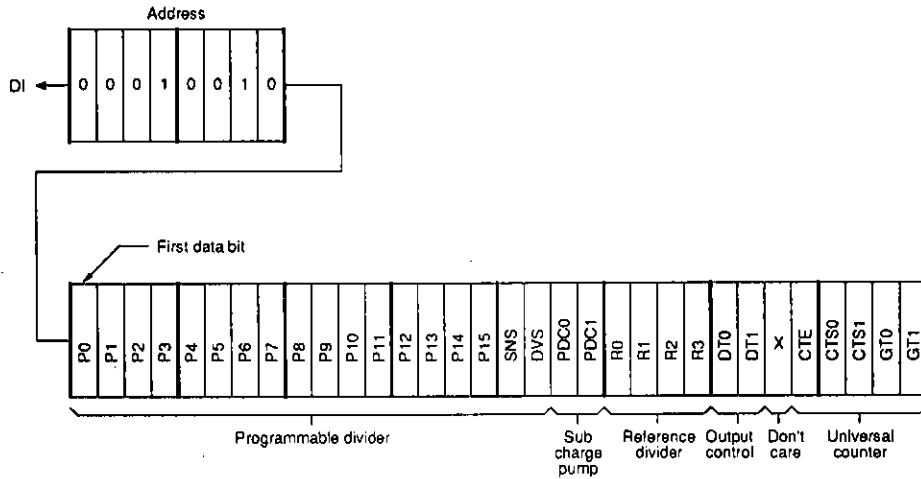 Address
DI
0 0 0 1 0 0 1 0
First data bit
P0 P1 P2 P3 P4 P5 P6 P7 P8 P9 P10 P11 P12 P13 P14 P15 SNS DVS PDC0 PDC1 R0 R1 R2 R3 DT0 DT1 X CTE CTS0 CTS1 GT0 GT1
Programmable divider
Sub
charge
pump
Reference
divider
Output
control
Don't
care
Universal
counter